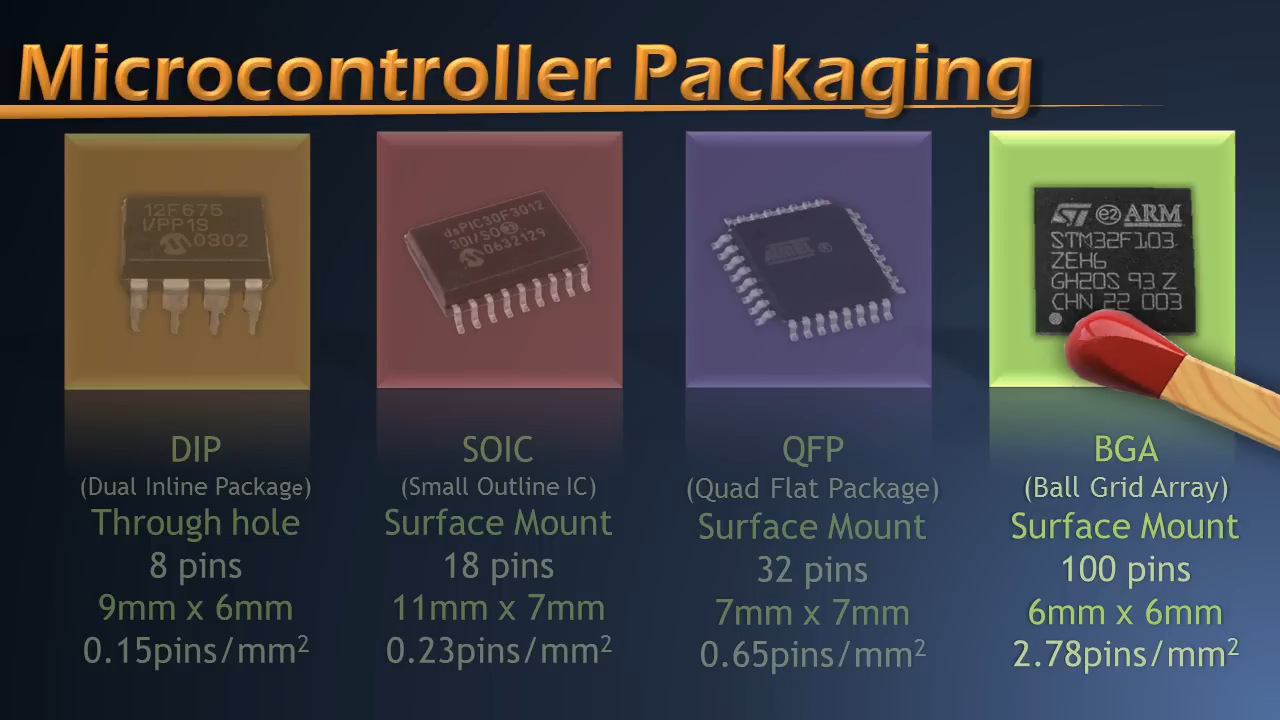 Microcontroller Packaging
12F675
I/PP1S
0302
dsPIC30F3012
30I/SO e3
0632129
ATMEL ®
ST e2 ARM
STM32F103
ZEH6
GH20S 93 Z
CHN 22 003
DIP
(Dual Inline Package)
Through hole
8 pins
9mm x 6mm
0.15pins/mm²
SOIC
(Small Outline IC)
Surface Mount
18 pins
11mm x 7mm
0.23pins/mm²
QFP
(Quad Flat Package)
Surface Mount
32 pins
7mm x 7mm
0.65pins/mm²
BGA
(Ball Grid Array)
Surface Mount
100 pins
6mm x 6mm
2.78pins/mm²